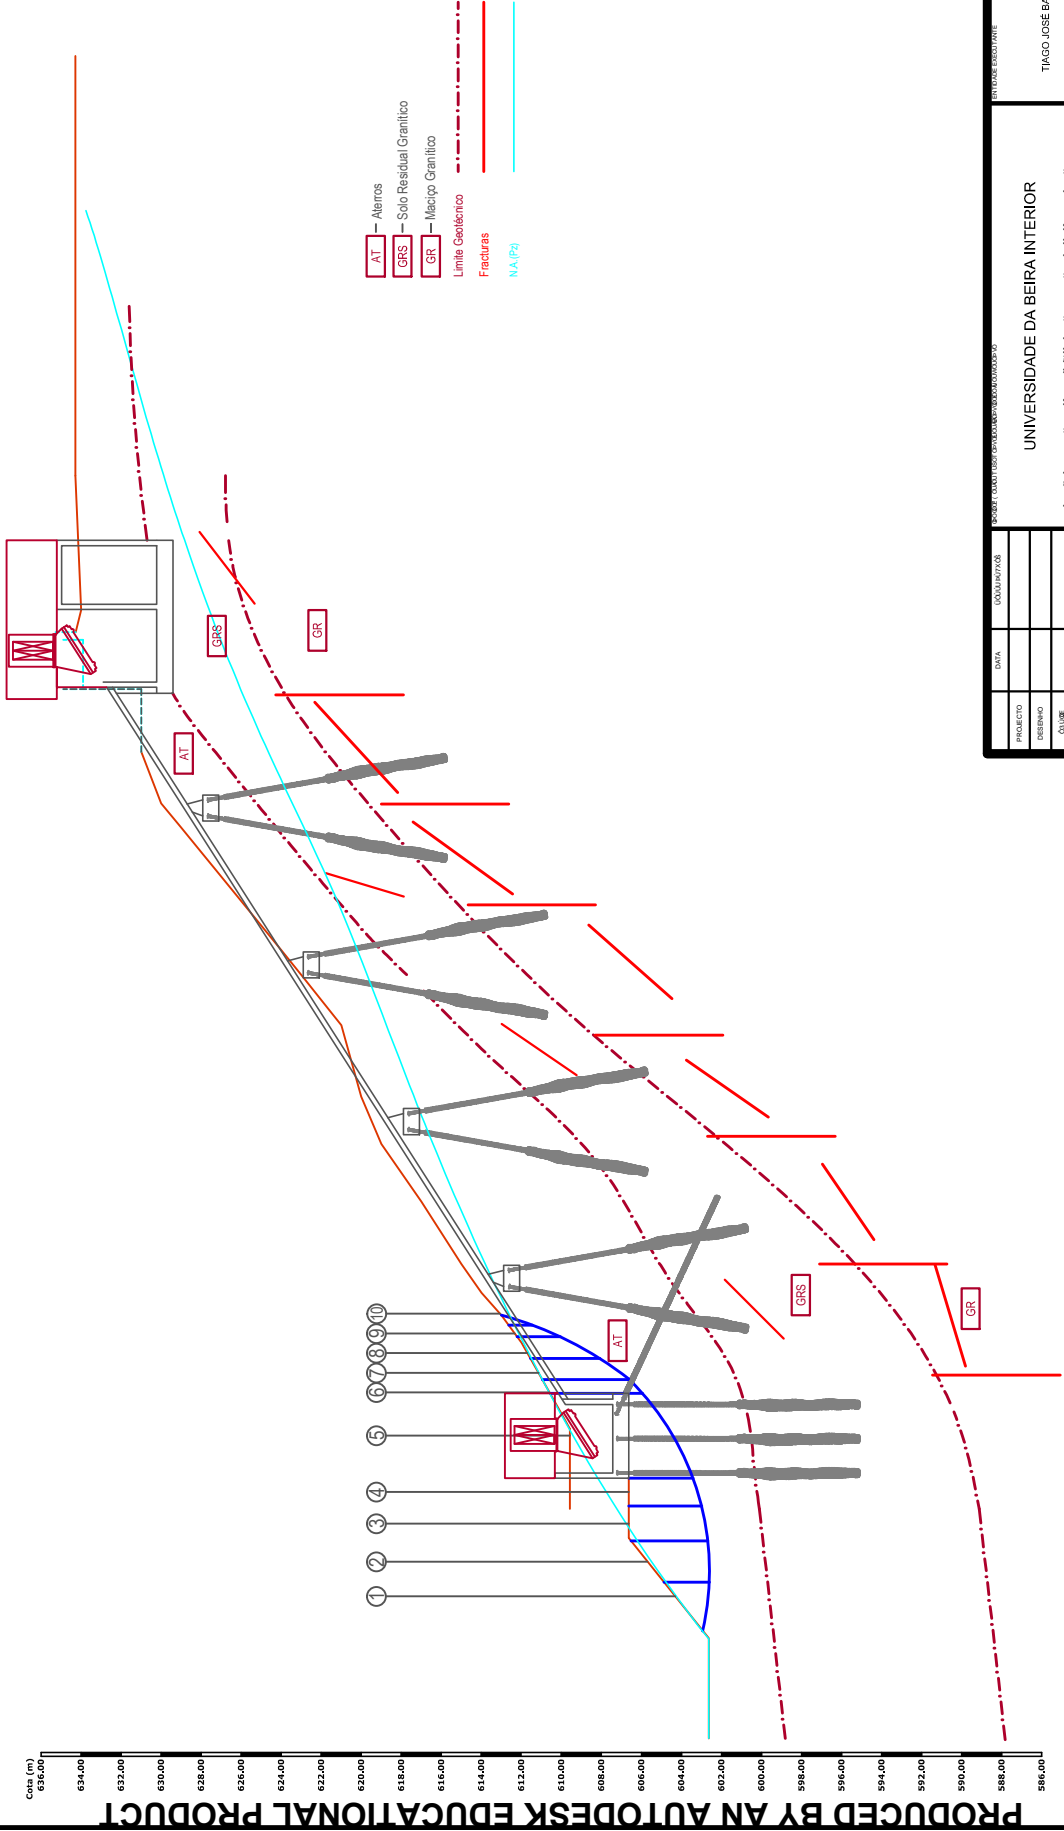 AT – Aterros
GRS – Solo Residual Granítico
GR – Maciço Granítico
Limite Geotécnico
Fracturas
N.A.(Pz)
GRS
GR
AT
10
9
8
7
6
5
4
3
2
1
AT
GRS
GR
Cota (m)
636.00
634.00
632.00
630.00
628.00
626.00
624.00
622.00
620.00
618.00
616.00
614.00
612.00
610.00
608.00
606.00
604.00
602.00
600.00
598.00
596.00
594.00
592.00
590.00
588.00
586.00
PRODUCED BY AN AUTODESK EDUCATIONAL PRODUCT
ENTIDADE EXECUTANTE
TIAGO JOSÉ BA
UNIVERSIDADE DA BEIRA INTERIOR
DATA
PROJECTO
DESENHO